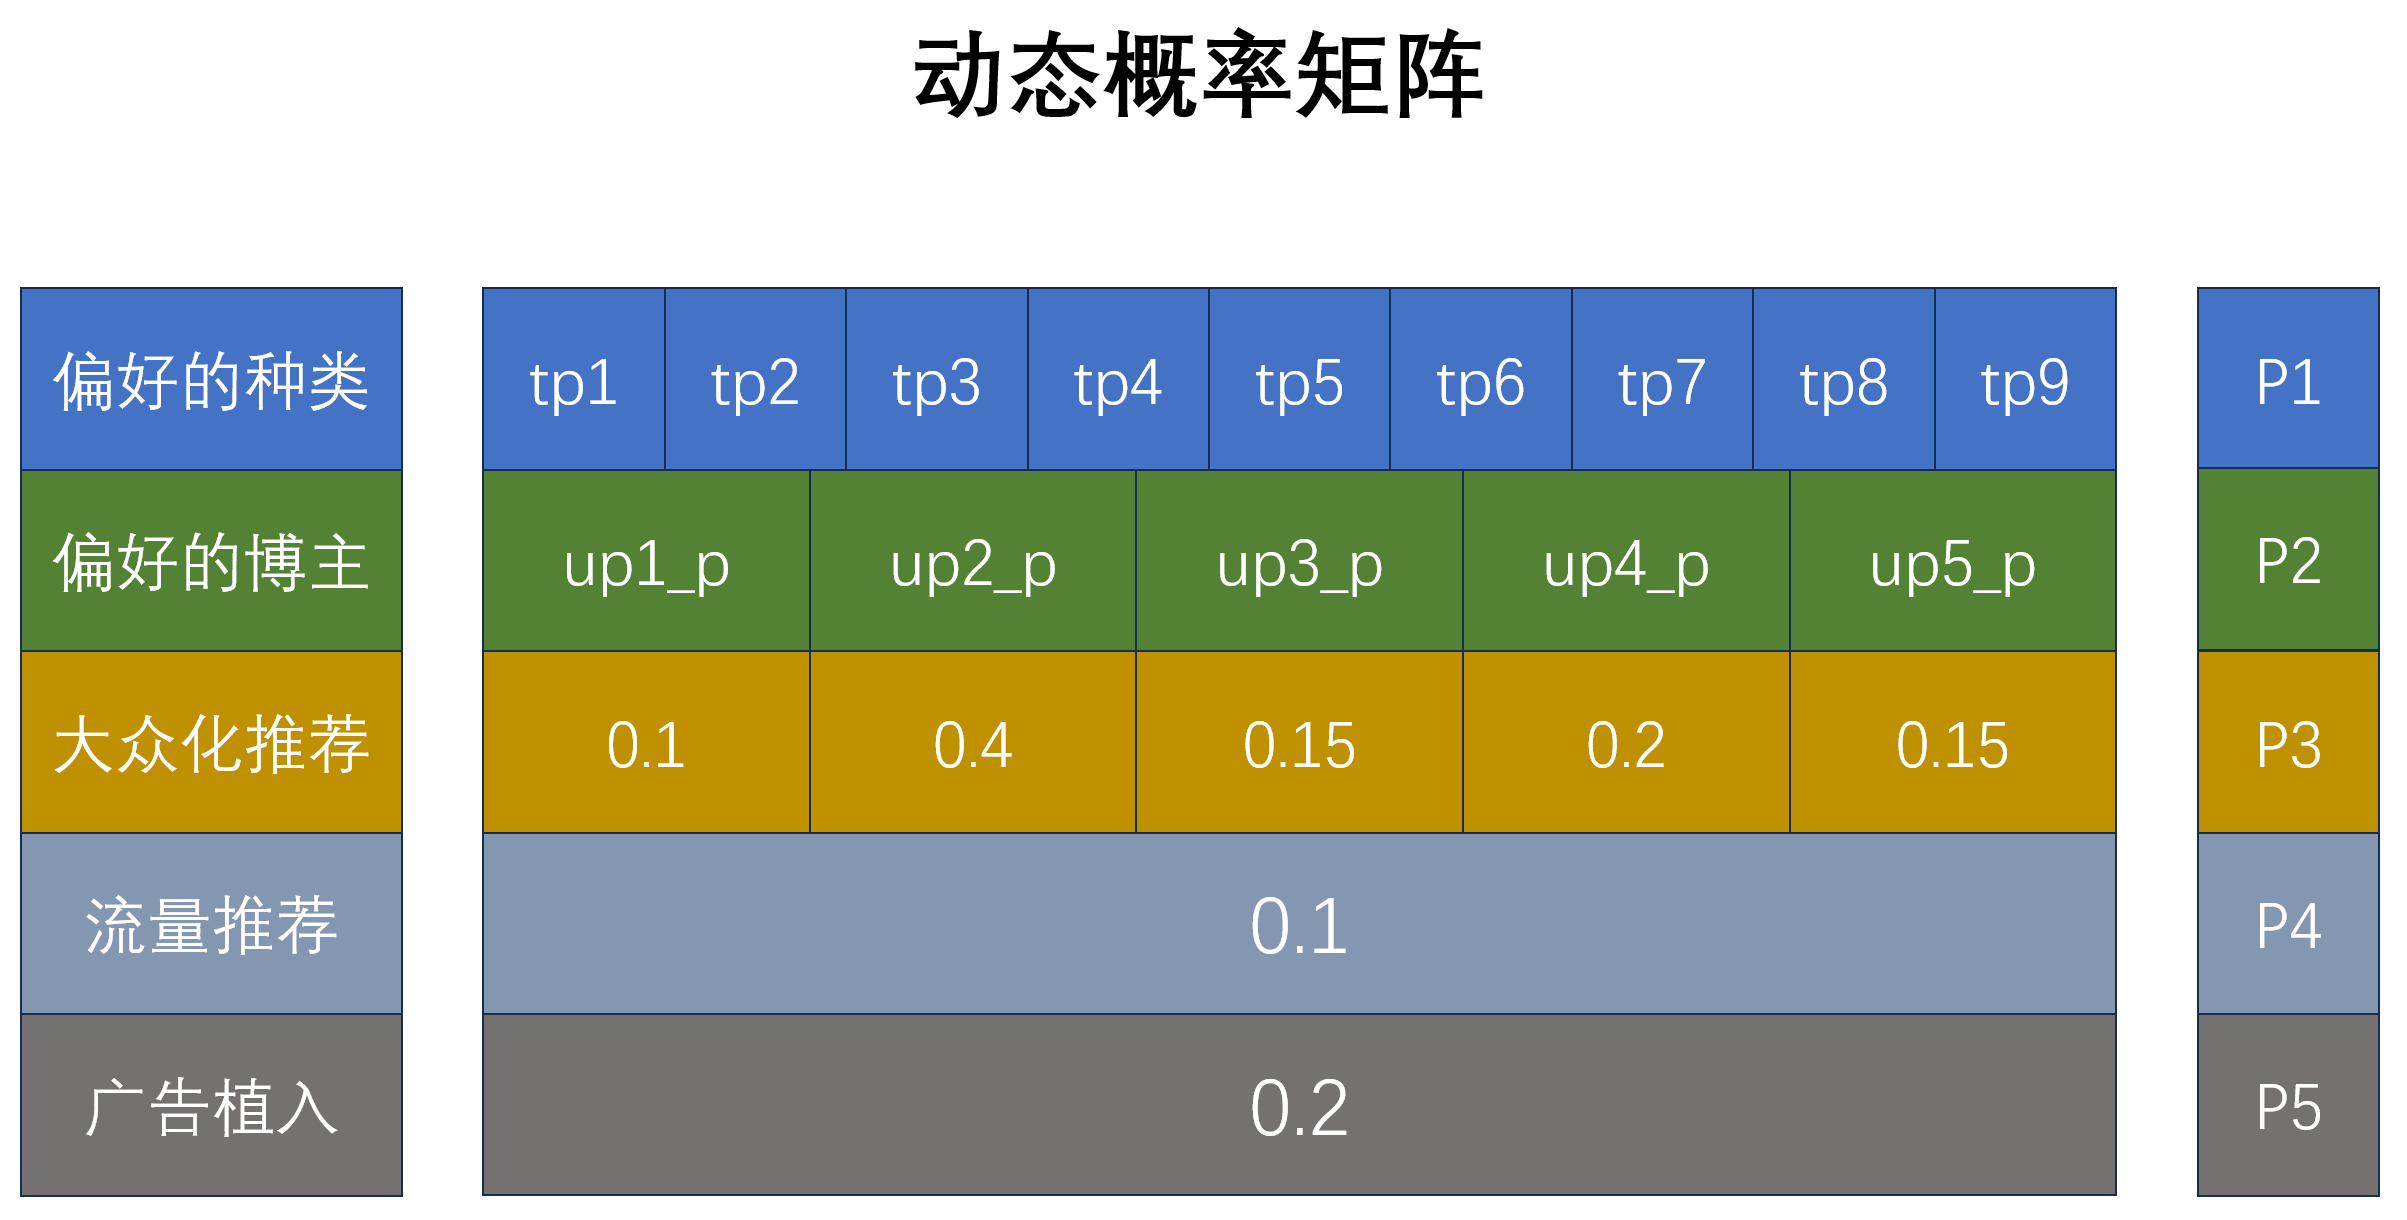 动态概率矩阵
偏好的种类 tp1 tp2 tp3 tp4 tp5 tp6 tp7 tp8 tp9 P1
偏好的博主 up1_p up2_p up3_p up4_p up5_p P2
大众化推荐 0.1 0.4 0.15 0.2 0.15 P3
流量推荐 0.1 P4
广告植入 0.2 P5